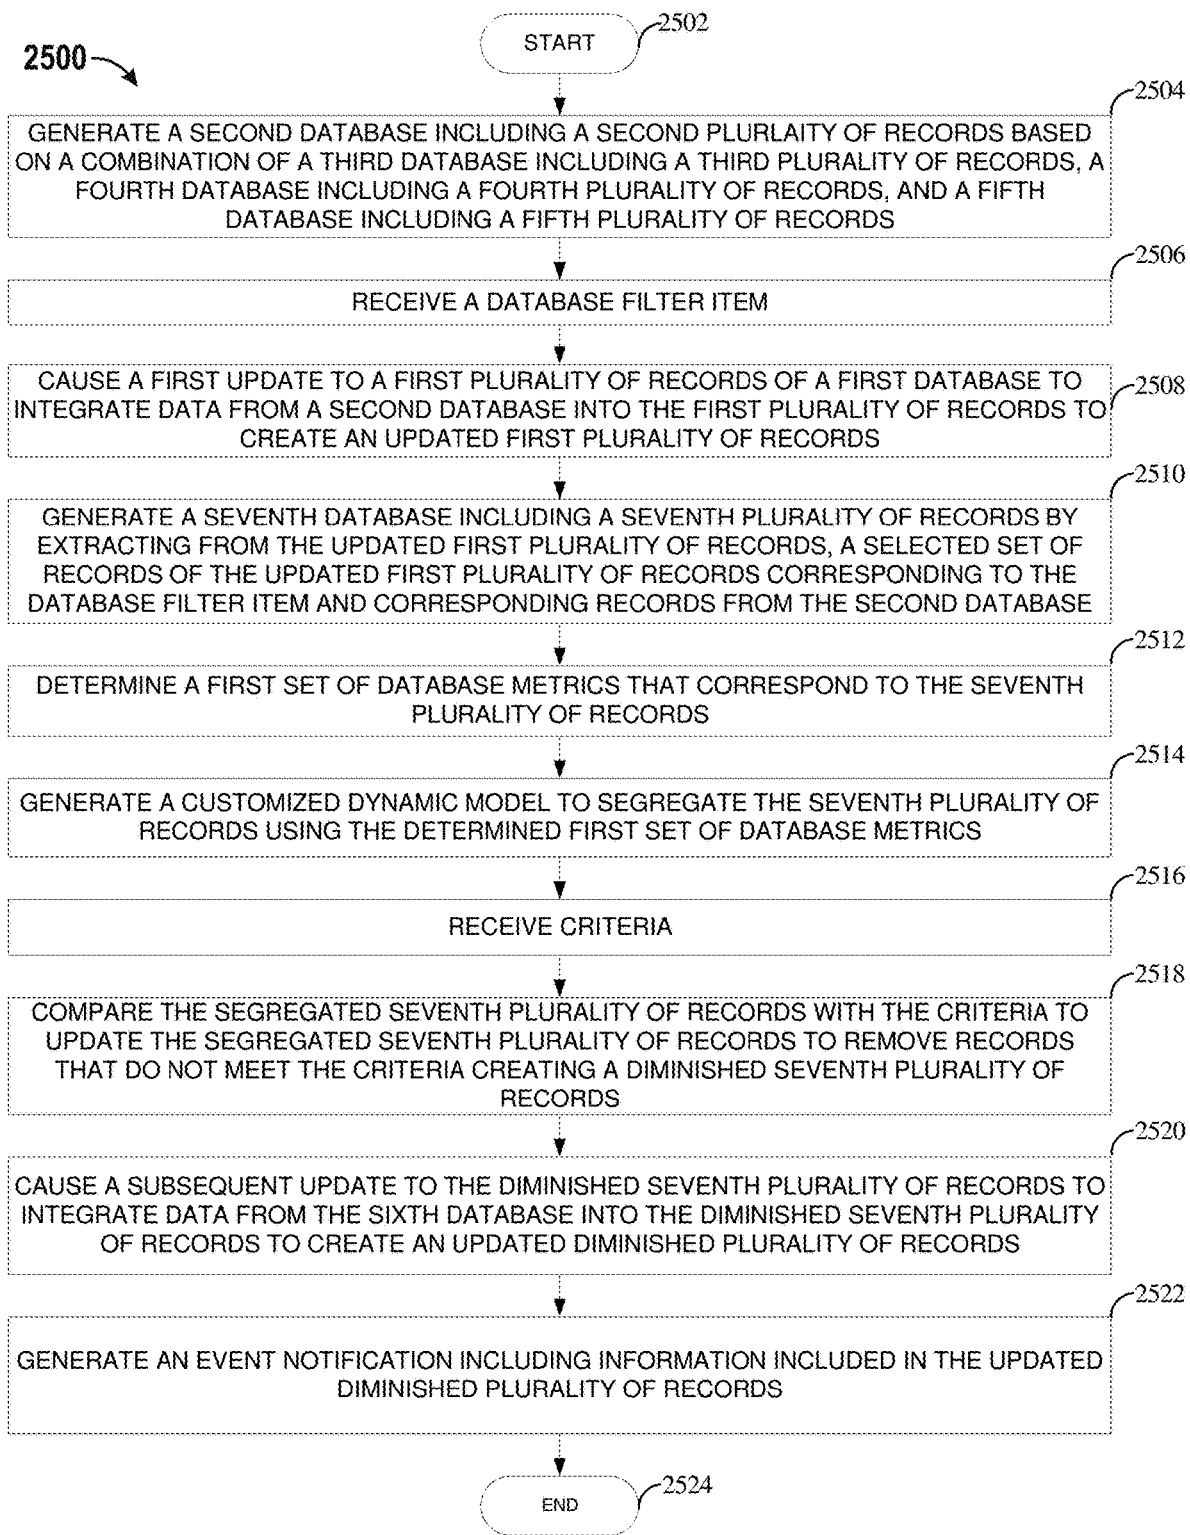 START
2502
2500
2504
GENERATE A SECOND DATABASE INCLUDING A SECOND PLURLAITY OF RECORDS BASED
ON A COMBINATION OF A THIRD DATABASE INCLUDING A THIRD PLURALITY OF RECORDS, A
FOURTH DATABASE INCLUDING A FOURTH PLURALITY OF RECORDS, AND A FIFTH
DATABASE INCLUDING A FIFTH PLURALITY OF RECORDS
2506
RECEIVE A DATABASE FILTER ITEM
2508
CAUSE A FIRST UPDATE TO A FIRST PLURALITY OF RECORDS OF A FIRST DATABASE TO
INTEGRATE DATA FROM A SECOND DATABASE INTO THE FIRST PLURALITY OF RECORDS TO
CREATE AN UPDATED FIRST PLURALITY OF RECORDS
2510
GENERATE A SEVENTH DATABASE INCLUDING A SEVENTH PLURALITY OF RECORDS BY
EXTRACTING FROM THE UPDATED FIRST PLURALITY OF RECORDS, A SELECTED SET OF
RECORDS OF THE UPDATED FIRST PLURALITY OF RECORDS CORRESPONDING TO THE
DATABASE FILTER ITEM AND CORRESPONDING RECORDS FROM THE SECOND DATABASE
2512
DETERMINE A FIRST SET OF DATABASE METRICS THAT CORRESPOND TO THE SEVENTH
PLURALITY OF RECORDS
2514
GENERATE A CUSTOMIZED DYNAMIC MODEL TO SEGREGATE THE SEVENTH PLURALITY OF
RECORDS USING THE DETERMINED FIRST SET OF DATABASE METRICS
2516
RECEIVE CRITERIA
2518
COMPARE THE SEGREGATED SEVENTH PLURALITY OF RECORDS WITH THE CRITERIA TO
UPDATE THE SEGREGATED SEVENTH PLURALITY OF RECORDS TO REMOVE RECORDS
THAT DO NOT MEET THE CRITERIA CREATING A DIMINISHED SEVENTH PLURALITY OF
RECORDS
2520
CAUSE A SUBSEQUENT UPDATE TO THE DIMINISHED SEVENTH PLURALITY OF RECORDS TO
INTEGRATE DATA FROM THE SIXTH DATABASE INTO THE DIMINISHED SEVENTH PLURALITY
OF RECORDS TO CREATE AN UPDATED DIMINISHED PLURALITY OF RECORDS
2522
GENERATE AN EVENT NOTIFICATION INCLUDING INFORMATION INCLUDED IN THE UPDATED
DIMINISHED PLURALITY OF RECORDS
2524
END